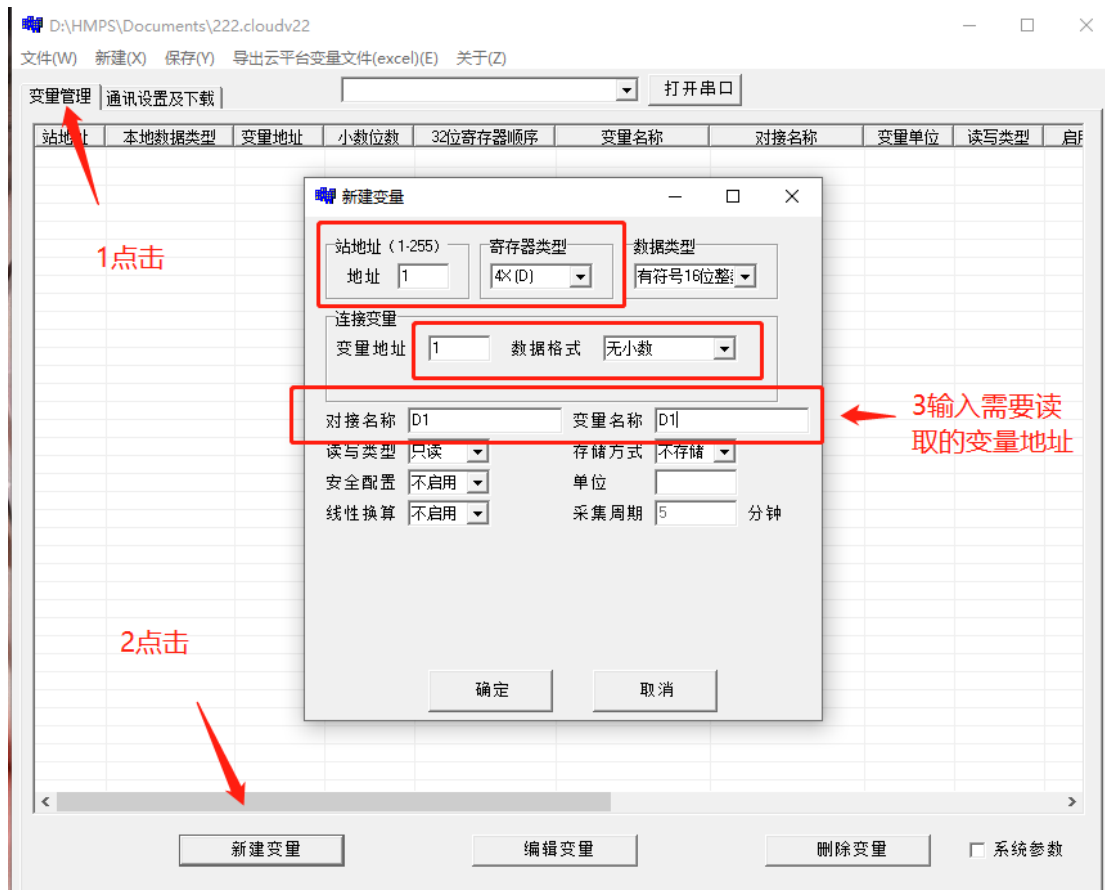 D:\HMPS\Documents\222.cloudv22
文件(W) 新建(X) 保存(Y) 导出云平台变量文件(excel)(E) 关于(Z)
变量管理 通讯设置及下载 打开串口
站地址 本地数据类型 变量地址 小数位数 32位寄存器顺序 变量名称 对接名称 变量单位 读写类型
新建变量
1点击
站地址（1-255） 寄存器类型 数据类型
地址 1 4X(D) 有符号16位整
连接变量
变量地址 1 数据格式 无小数
对接名称 D1 变量名称 D1
3输入需要读
取的变量地址
读写类型 只读 存储方式 不存储
安全配置 不启用 单位
线性换算 不启用 采集周期 5 分钟
2点击
确定 取消
新建变量 编辑变量 删除变量 系统参数